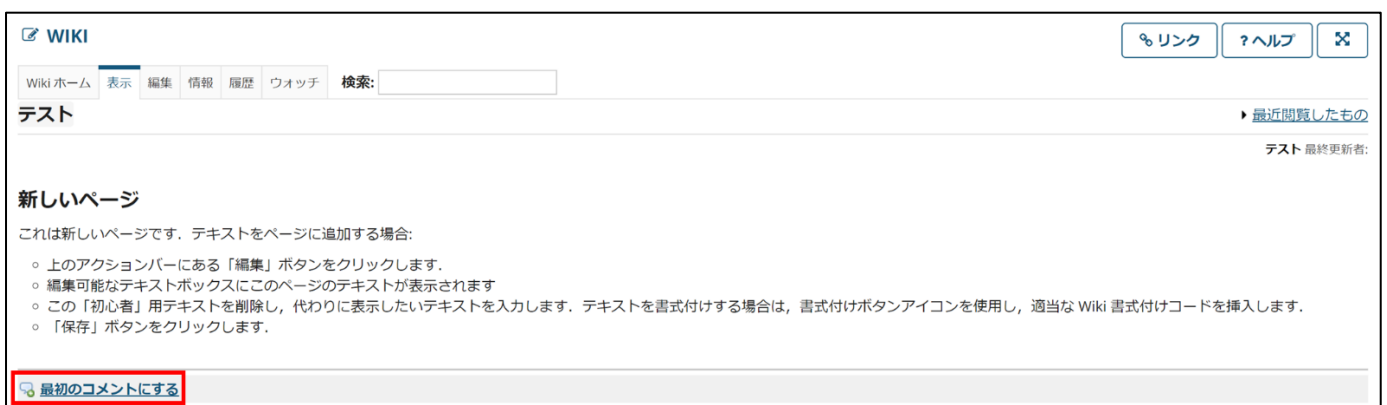 WIKI
リンク
? ヘルプ
Wiki ホーム 表示 編集 情報 履歴 ウォッチ 検索:
テスト
最近閲覧したもの
テスト 最終更新者:
新しいページ
これは新しいページです．テキストをページに追加する場合:
上のアクションバーにある「編集」ボタンをクリックします．
編集可能なテキストボックスにこのページのテキストが表示されます
この「初心者」用テキストを削除し，代わりに表示したいテキストを入力します．テキストを書式付けする場合は，書式付けボタンアイコンを使用し，適当な Wiki 書式付けコードを挿入します．
「保存」ボタンをクリックします．
最初のコメントにする